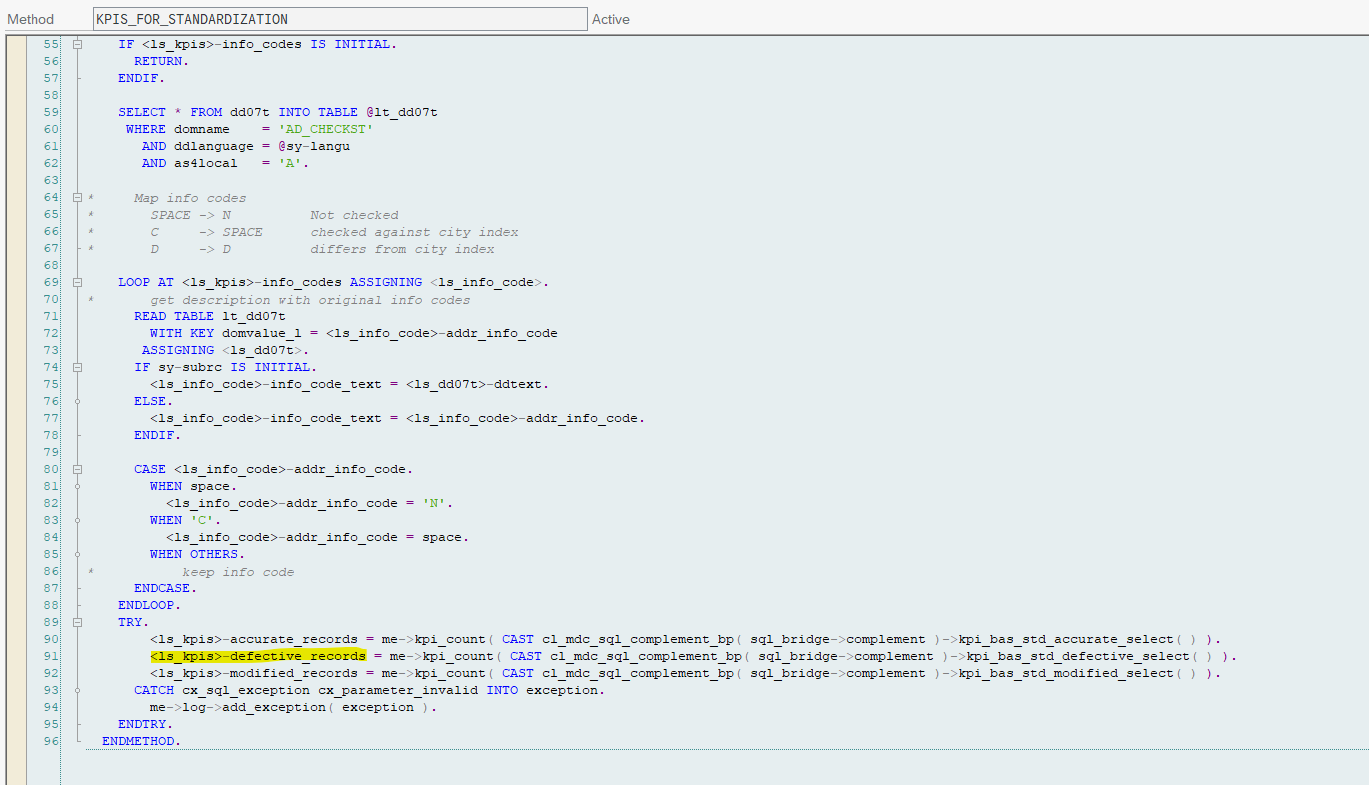 Method KPIS_FOR_STANDARDIZATION Active
55 IF <ls_kpis>-info_codes IS INITIAL.
56 RETURN.
57 ENDIF.
58
59 SELECT * FROM dd07t INTO TABLE @lt_dd07t
60 WHERE domname = 'AD_CHECKST'
61 AND ddlanguage = @sy-langu
62 AND as4local = 'A'.
63
64 * Map info codes
65 * SPACE -> N Not checked
66 * C -> SPACE checked against city index
67 * D -> D differs from city index
68
69 LOOP AT <ls_kpis>-info_codes ASSIGNING <ls_info_code>.
70 * get description with original info codes
71 READ TABLE lt_dd07t
72 WITH KEY domvalue_l = <ls_info_code>-addr_info_code
73 ASSIGNING <ls_dd07t>.
74 IF sy-subrc IS INITIAL.
75 <ls_info_code>-info_code_text = <ls_dd07t>-ddtext.
76 ELSE.
77 <ls_info_code>-info_code_text = <ls_info_code>-addr_info_code.
78 ENDIF.
79
80 CASE <ls_info_code>-addr_info_code.
81 WHEN space.
82 <ls_info_code>-addr_info_code = 'N'.
83 WHEN 'C'.
84 <ls_info_code>-addr_info_code = space.
85 WHEN OTHERS.
86 * keep info code
87 ENDCASE.
88 ENDLOOP.
89 TRY.
90 <ls_kpis>-accurate_records = me->kpi_count( CAST cl_mdc_sql_complement_bp( sql_bridge->complement )->kpi_bas_std_accurate_select( ) ).
91 <ls_kpis>-defective_records = me->kpi_count( CAST cl_mdc_sql_complement_bp( sql_bridge->complement )->kpi_bas_std_defective_select( ) ).
92 <ls_kpis>-modified_records = me->kpi_count( CAST cl_mdc_sql_complement_bp( sql_bridge->complement )->kpi_bas_std_modified_select( ) ).
93 CATCH cx_sql_exception cx_parameter_invalid INTO exception.
94 me->log->add_exception( exception ).
95 ENDTRY.
96 ENDMETHOD.